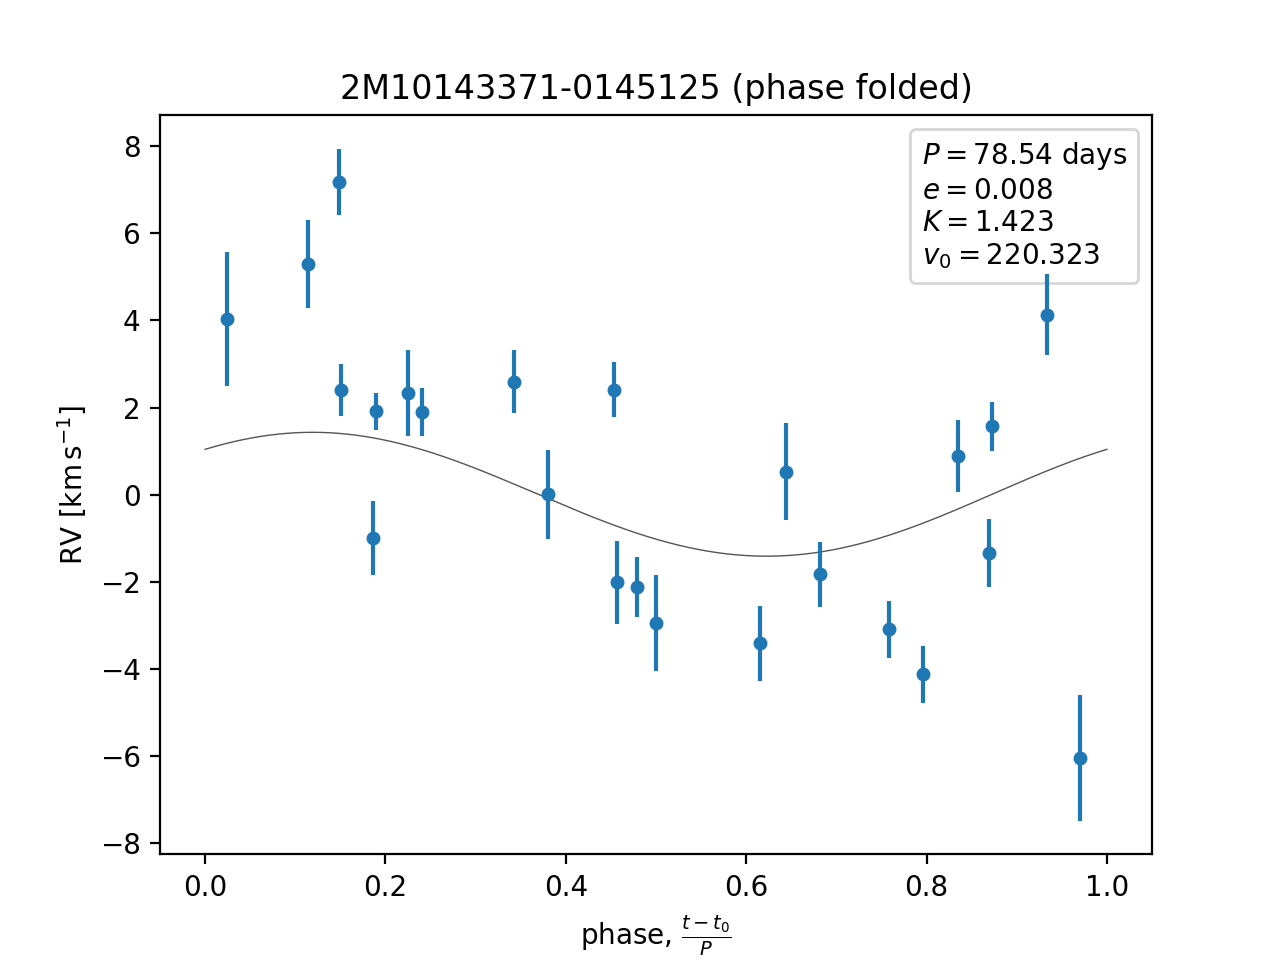 2M10143371-0145125 (phase folded)
P = 78.54 days
e = 0.008
K = 1.423
v₀ = 220.323
8
6
4
2
0
−2
−4
−6
−8
RV [km s⁻¹]
0.0 0.2 0.4 0.6 0.8 1.0
phase, (t − t₀)/P